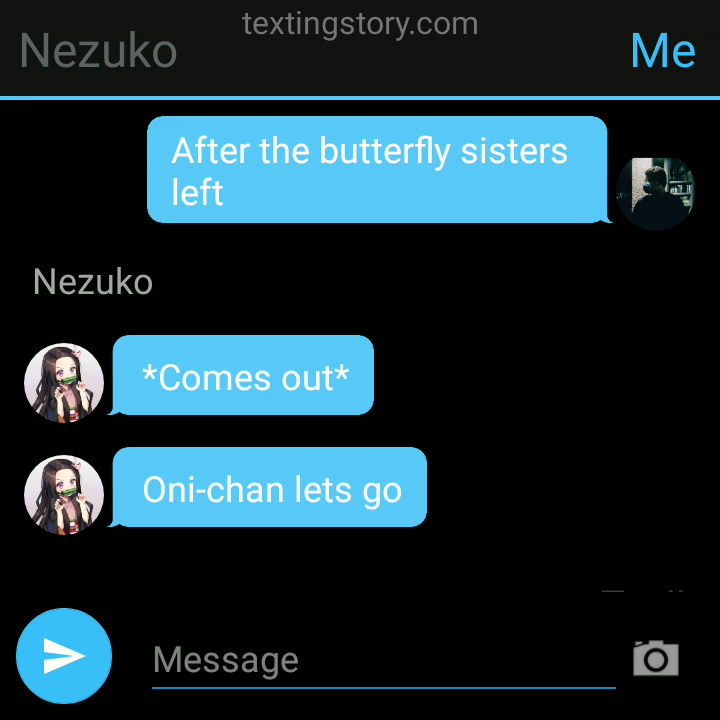 textingstory.com
Nezuko
Me
After the butterfly sisters
left
Nezuko
*Comes out*
Oni-chan lets go
Message